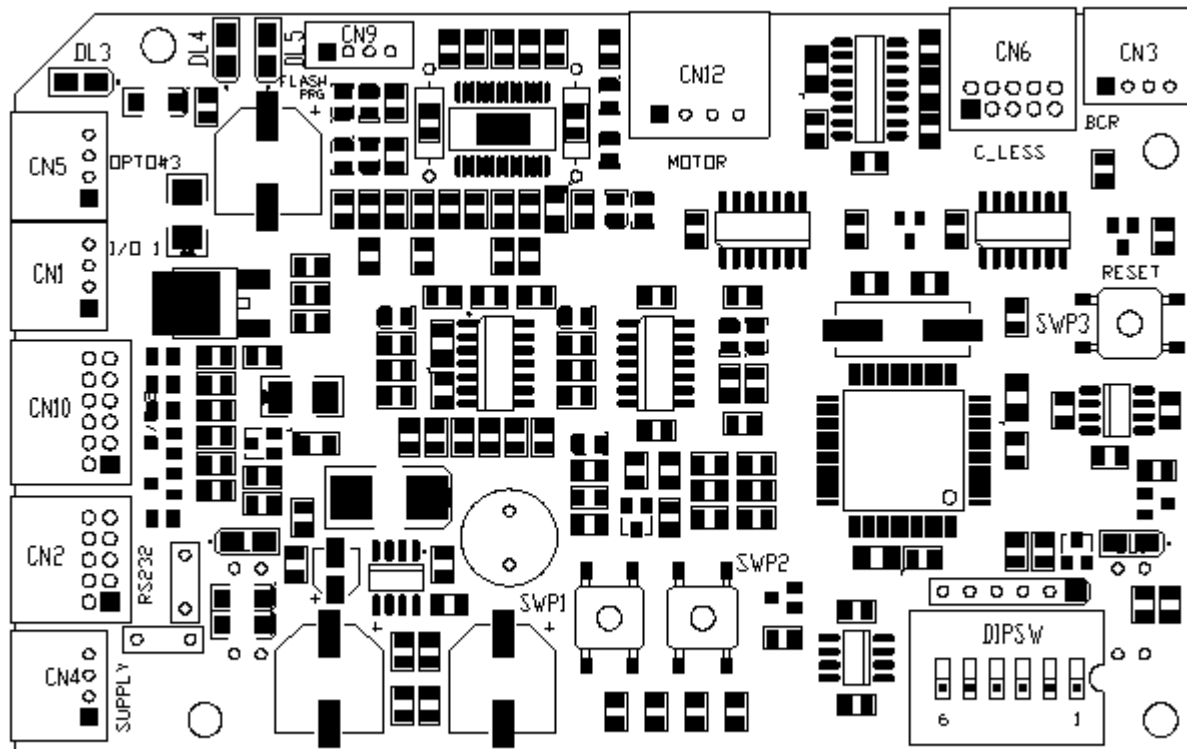 DL3
DL4
DL5
CN9
FLASH
PRG
+
CN12
MOTOR
CN6
C_LESS
CN3
BCR
CN5
OPTO#3
CN1
I/O 1
RESET
SWP3
CN10
CN2
RS232
SWP2
SWP1
+
+
+
DIPSW
6 1
CN4
SUPPLY